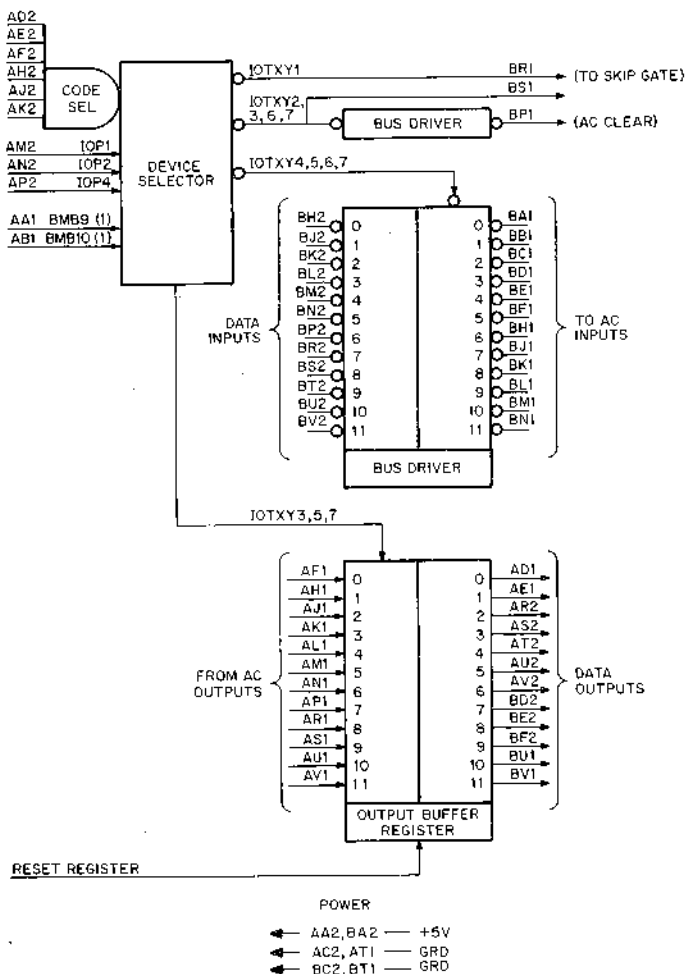 AD2
AE2
AF2
AH2
AJ2
AK2
CODE SEL
AM2 IOP1
AN2 IOP2
AP2 IOP4
AA1 BMB9 (1)
AB1 BMB10 (1)
DEVICE SELECTOR
IOTXY1
BR1 (TO SKIP GATE)
BS1
IOTXY2, 3,6,7
BUS DRIVER
BP1 (AC CLEAR)
IOTXY4,5,6,7
DATA INPUTS
BH2 0 0 BA1
BJ2 1 1 BB1
BK2 2 2 BC1
BL2 3 3 BD1
BM2 4 4 BE1
BN2 5 5 BF1
BP2 6 6 BH1
BR2 7 7 BJ1
BS2 8 8 BK1
BT2 9 9 BL1
BU2 10 10 BM1
BV2 11 11 BN1
TO AC INPUTS
BUS DRIVER
IOTXY3,5,7
FROM AC OUTPUTS
AF1 0 0 AD1
AH1 1 1 AE1
AJ1 2 2 AR2
AK1 3 3 AS2
AL1 4 4 AT2
AM1 5 5 AU2
AN1 6 6 AV2
AP1 7 7 BD2
AR1 8 8 BE2
AS1 9 9 BF2
AU1 10 10 BU1
AV1 11 11 BV1
DATA OUTPUTS
OUTPUT BUFFER REGISTER
RESET REGISTER
POWER
AA2,BA2 +5V
AC2,AT1 GRD
BC2,BT1 GRD